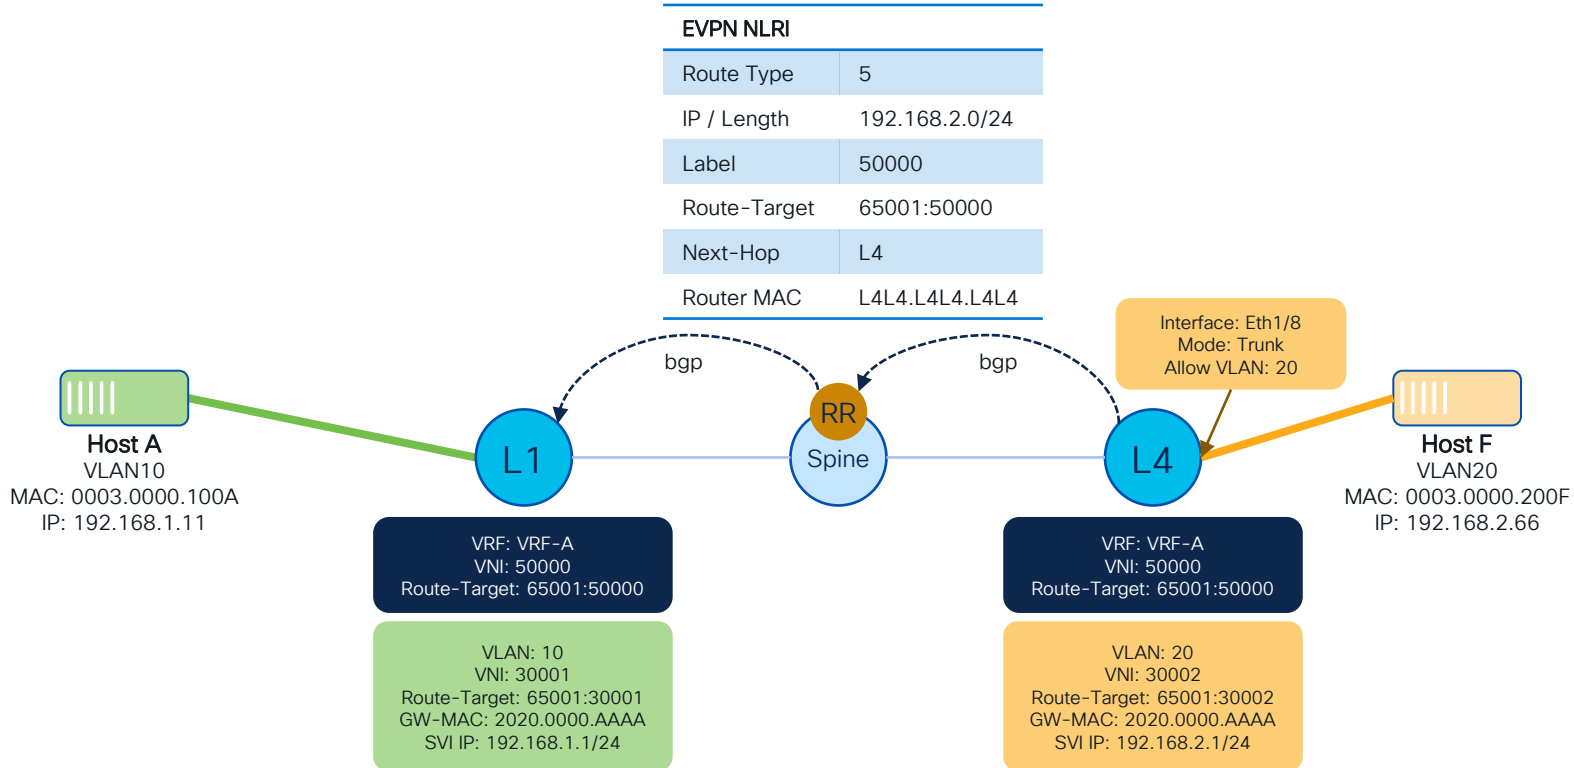 EVPN NLRI
Route Type 5
IP / Length 192.168.2.0/24
Label 50000
Route-Target 65001:50000
Next-Hop L4
Router MAC L4L4.L4L4.L4L4
bgp
bgp
Interface: Eth1/8
Mode: Trunk
Allow VLAN: 20
Host A
VLAN10
MAC: 0003.0000.100A
IP: 192.168.1.11
L1
RR
Spine
L4
Host F
VLAN20
MAC: 0003.0000.200F
IP: 192.168.2.66
VRF: VRF-A
VNI: 50000
Route-Target: 65001:50000
VLAN: 10
VNI: 30001
Route-Target: 65001:30001
GW-MAC: 2020.0000.AAAA
SVI IP: 192.168.1.1/24
VRF: VRF-A
VNI: 50000
Route-Target: 65001:50000
VLAN: 20
VNI: 30002
Route-Target: 65001:30002
GW-MAC: 2020.0000.AAAA
SVI IP: 192.168.2.1/24